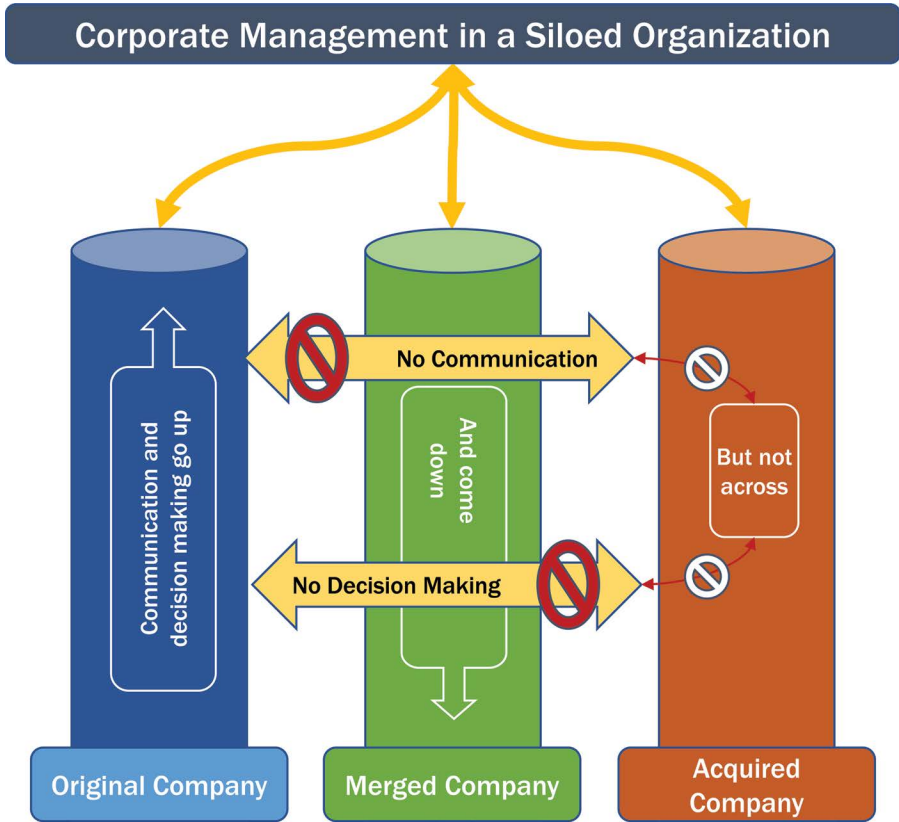 Corporate Management in a Siloed Organization
Communication and
decision making go up
No Communication
And come
down
But not
across
No Decision Making
Original Company
Merged Company
Acquired
Company